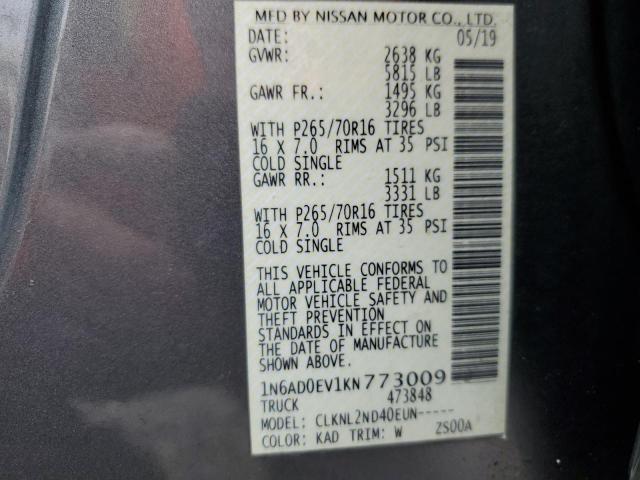 MFD BY NISSAN MOTOR CO., LTD.
DATE: 05/19
GVWR: 2638 KG
5815 LB
GAWR FR.: 1495 KG
3296 LB
WITH P265/70R16 TIRES
16 X 7.0 RIMS AT 35 PSI
COLD SINGLE
GAWR RR.: 1511 KG
3331 LB
WITH P265/70R16 TIRES
16 X 7.0 RIMS AT 35 PSI
COLD SINGLE
THIS VEHICLE CONFORMS TO
ALL APPLICABLE FEDERAL
MOTOR VEHICLE SAFETY AND
THEFT PREVENTION
STANDARDS IN EFFECT ON
THE DATE OF MANUFACTURE
SHOWN ABOVE.
1N6AD0EV1KN773009
TRUCK 473848
MODEL: CLKNL2ND40EUN-----
COLOR: KAD TRIM: W ZS00A